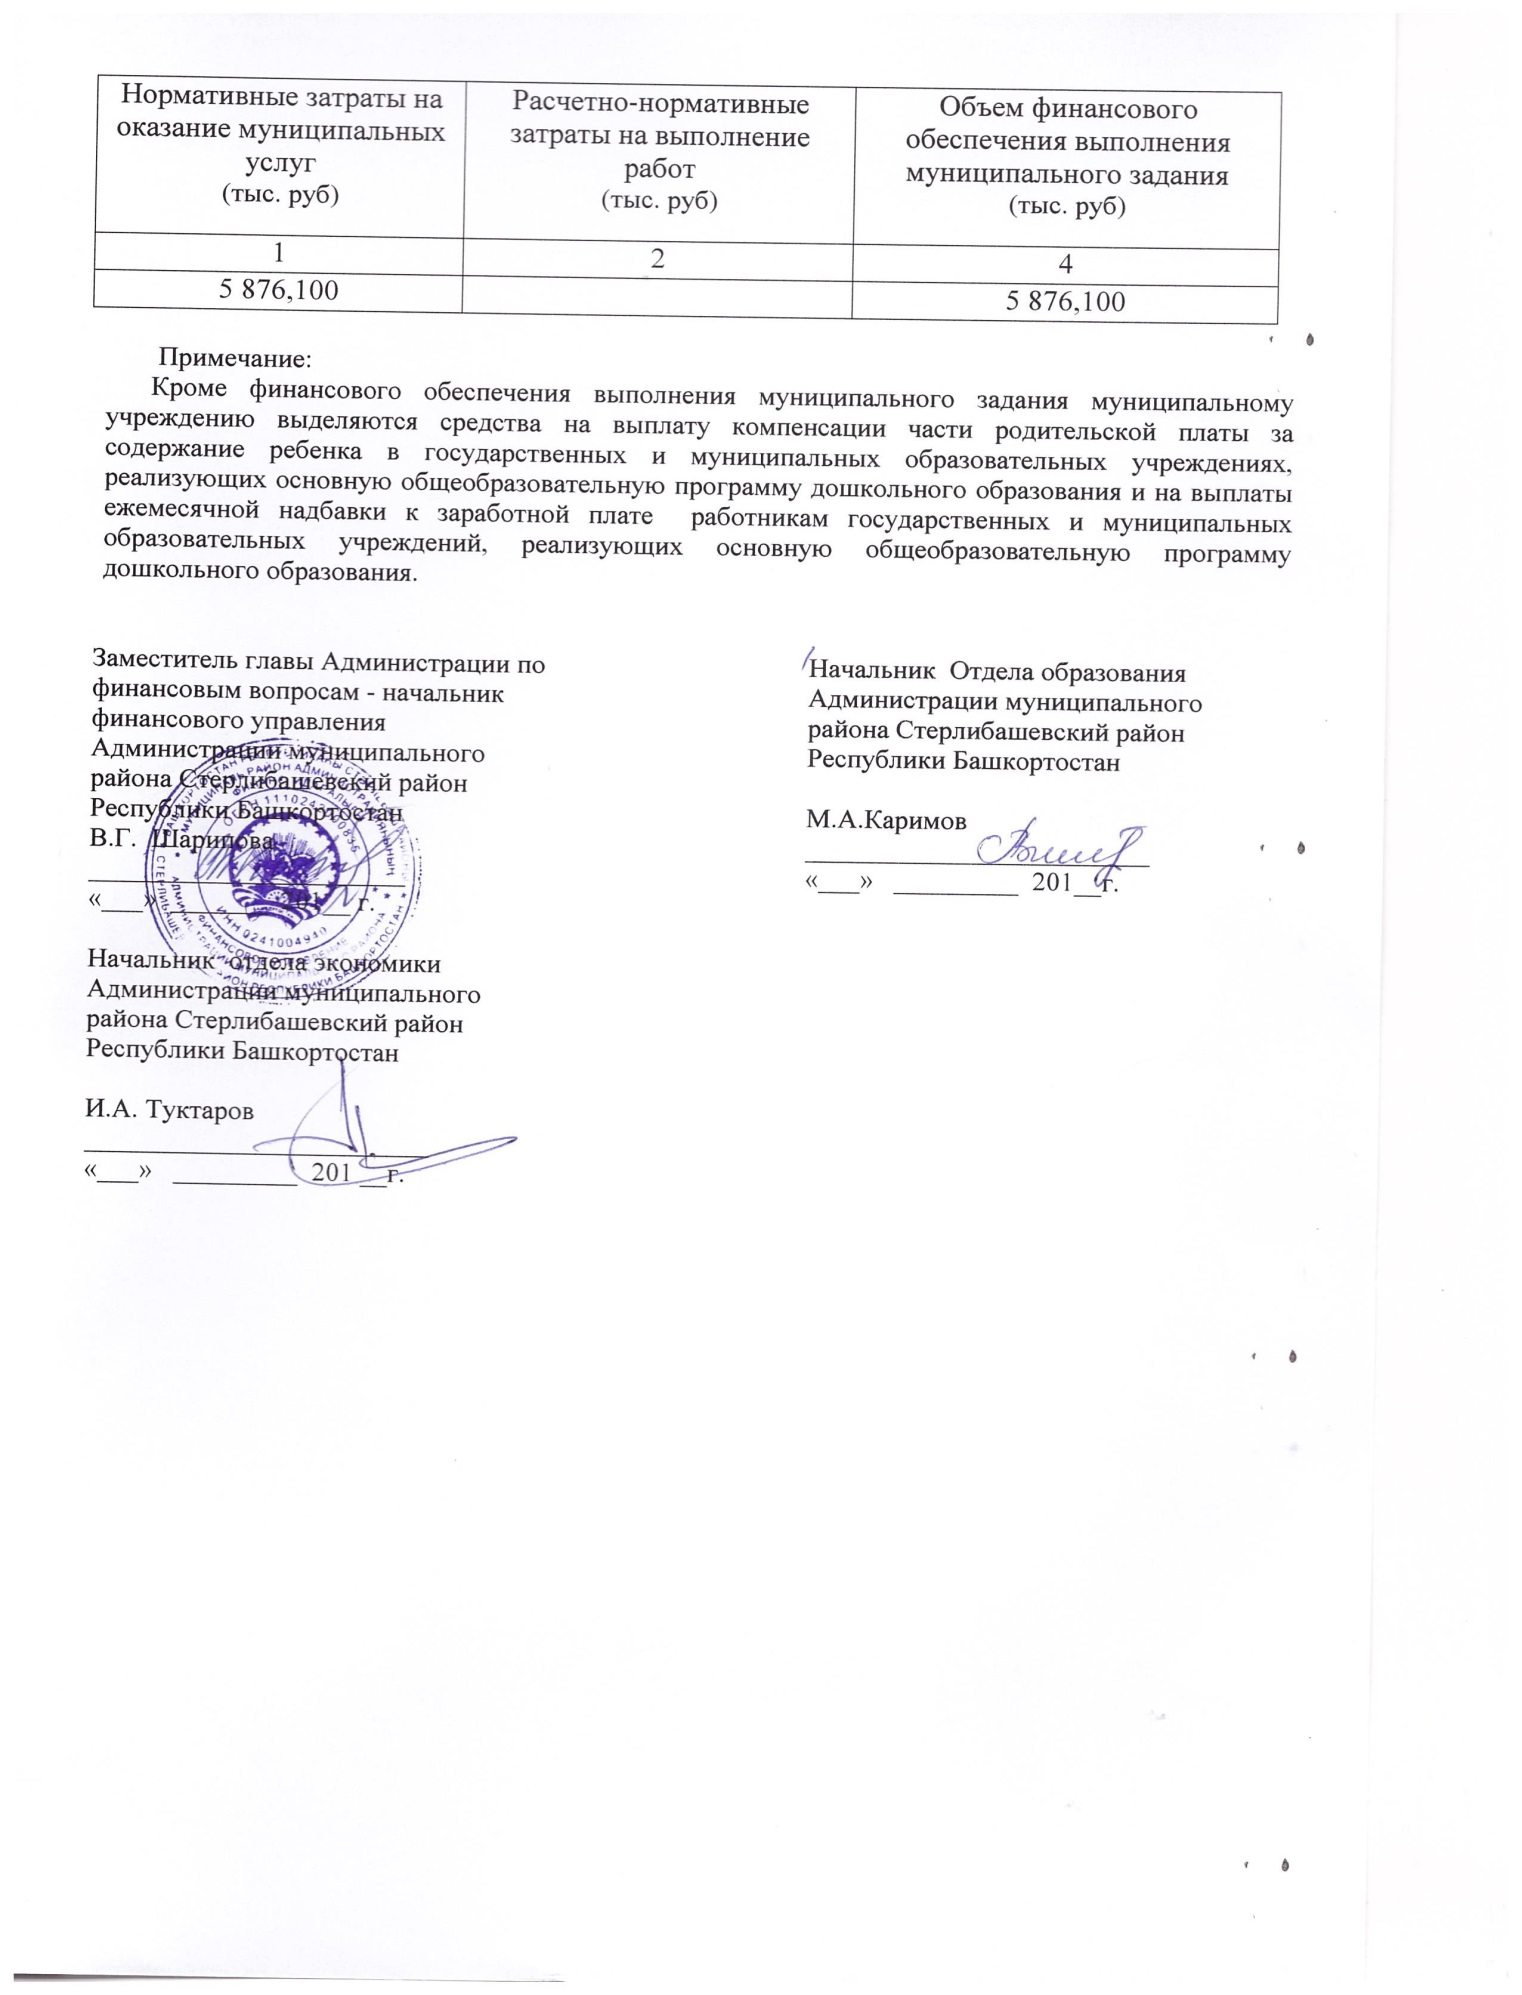 Нормативные затраты на
оказание муниципальных
услуг
(тыс. руб)
Расчетно-нормативные
затраты на выполнение
работ
(тыс. руб)
Объем финансового
обеспечения выполнения
муниципального задания
(тыс. руб)
1
2
4
5 876,100
5 876,100
Примечание:
Кроме финансового обеспечения выполнения муниципального задания муниципальному
учреждению выделяются средства на выплату компенсации части родительской платы за
содержание ребенка в государственных и муниципальных образовательных учреждениях,
реализующих основную общеобразовательную программу дошкольного образования и на выплаты
ежемесячной надбавки к заработной плате работникам государственных и муниципальных
образовательных учреждений, реализующих основную общеобразовательную программу
дошкольного образования.
Заместитель главы Администрации по
финансовым вопросам - начальник
финансового управления
Администрации муниципального
района Стерлибашевский район
Республики Башкортостан
В.Г. Шарипова
«___» _________ 201__ г.
Начальник отдела экономики
Администрации муниципального
района Стерлибашевский район
Республики Башкортостан
И.А. Туктаров
«___» _________ 201 __г.
Начальник Отдела образования
Администрации муниципального
района Стерлибашевский район
Республики Башкортостан
М.А.Каримов
«___» _________ 201__ г.
ИНН 0241004940